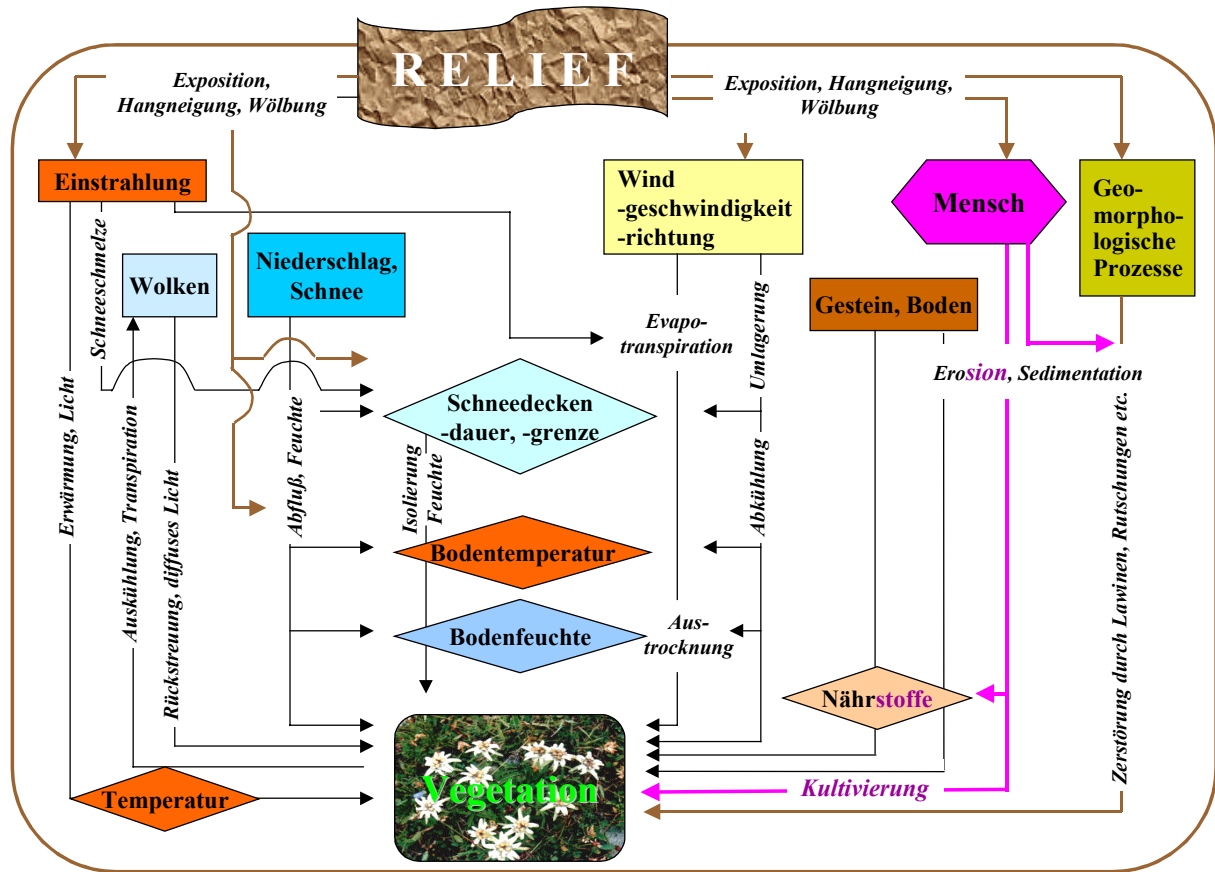 RELIEF
Exposition,
Hangneigung, Wölbung
Exposition, Hangneigung,
Wölbung
Einstrahlung
Wind
-geschwindigkeit
-richtung
Mensch
Geo-
morpho-
logische
Prozesse
Schneeschmelze
Wolken
Niederschlag,
Schnee
Gestein, Boden
Evapo-
transpiration
Umlagerung
Erosion, Sedimentation
Erwärmung, Licht
Auskühlung, Transpiration
Rückstreuung, diffuses Licht
Abfluß, Feuchte
Schneedecken
-dauer, -grenze
Isolierung
Feuchte
Abkühlung
Zerstörung durch Lawinen, Rutschungen etc.
Bodentemperatur
Bodenfeuchte
Aus-
trocknung
Nährstoffe
Vegetation
Temperatur
Kultivierung